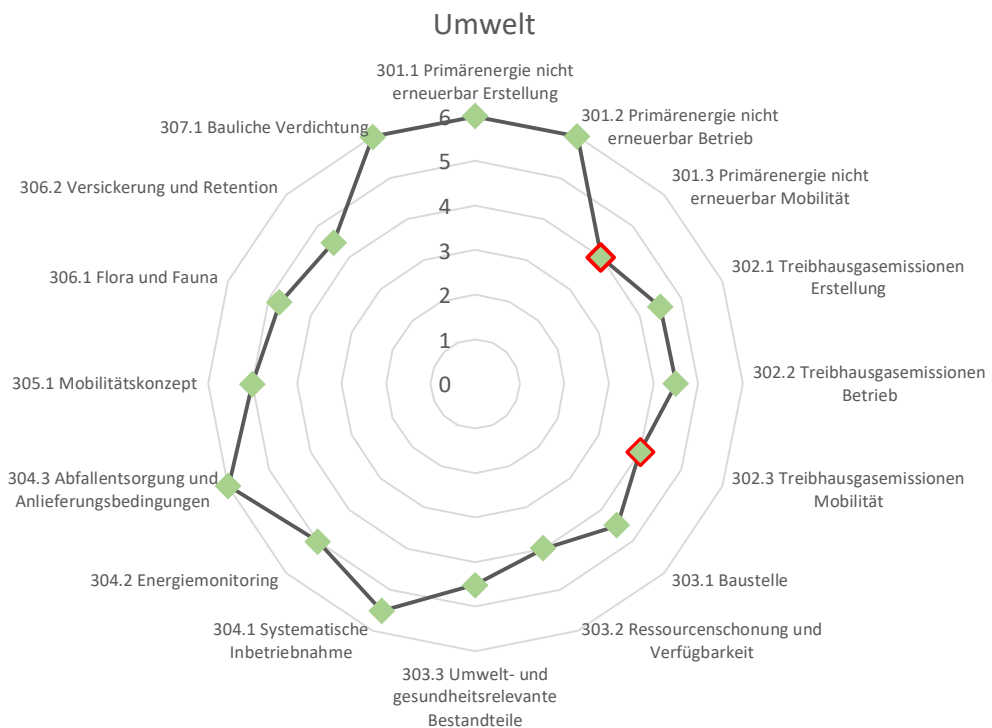 Umwelt
301.1 Primärenergie nicht
erneuerbar Erstellung
301.2 Primärenergie nicht
erneuerbar Betrieb
301.3 Primärenergie nicht
erneuerbar Mobilität
302.1 Treibhausgasemissionen
Erstellung
302.2 Treibhausgasemissionen
Betrieb
302.3 Treibhausgasemissionen
Mobilität
303.1 Baustelle
303.2 Ressourcenschonung und
Verfügbarkeit
303.3 Umwelt- und
gesundheitsrelevante
Bestandteile
304.1 Systematische
Inbetriebnahme
304.2 Energiemonitoring
304.3 Abfallentsorgung und
Anlieferungsbedingungen
305.1 Mobilitätskonzept
306.1 Flora und Fauna
306.2 Versickerung und Retention
307.1 Bauliche Verdichtung
6
5
4
3
2
1
0